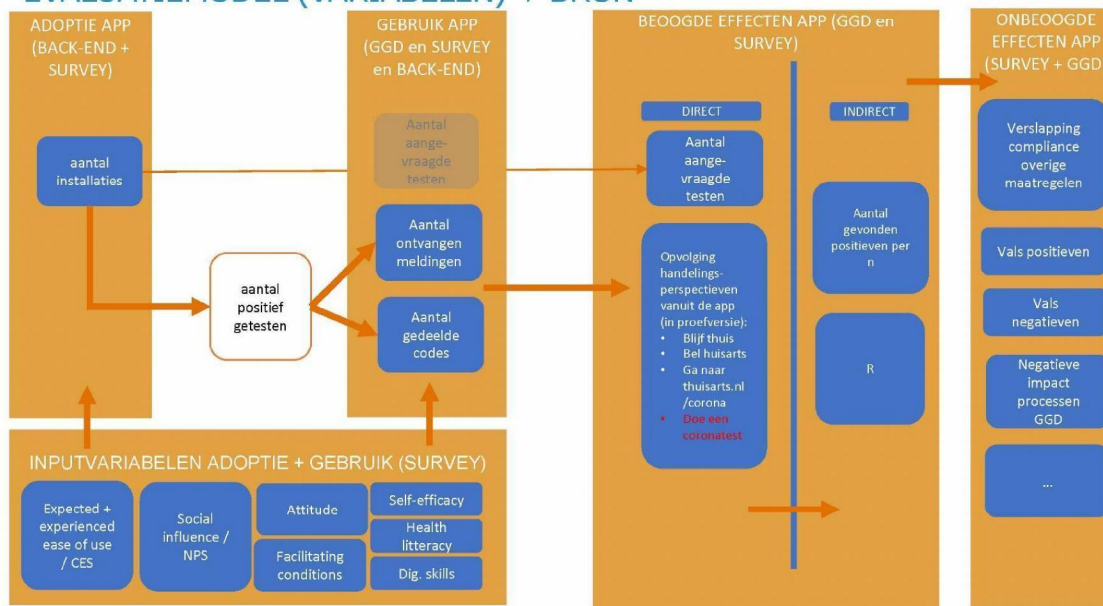 EVALUATIEMODEL (VARIABELEN) + BRON
ADOPTIE APP
(BACK-END +
SURVEY)
aantal
installaties
aantal
positief
getesten
GEBRUIK APP
(GGD en SURVEY
en BACK-END)
Aantal
aange-
vraagde
testen
Aantal
ontvangen
meldingen
Aantal
gedeelde
codes
INPUTVARIABELEN ADOPTIE + GEBRUIK (SURVEY)
Expected +
experienced
ease of use
/ CES
Social
influence /
NPS
Attitude
Facilitating
conditions
Self-efficacy
Health
litteracy
Dig. skills
BEOOGDE EFFECTEN APP (GGD en
SURVEY)
DIRECT
Aantal
aange-
vraagde
testen
Opvolging
handelings-
perspectieven
vanuit de app
(in proefversie):
• Blijf thuis
• Bel huisarts
• Ga naar
thuisarts.nl
/corona
• Doe een
coronatest
INDIRECT
Aantal
gevonden
positieven per
n
R
ONBEOOGDE
EFFECTEN APP
(SURVEY + GGD
Verslapping
compliance
overige
maatregelen
Vals positieven
Vals
negatieven
Negatieve
impact
processen
GGD
...